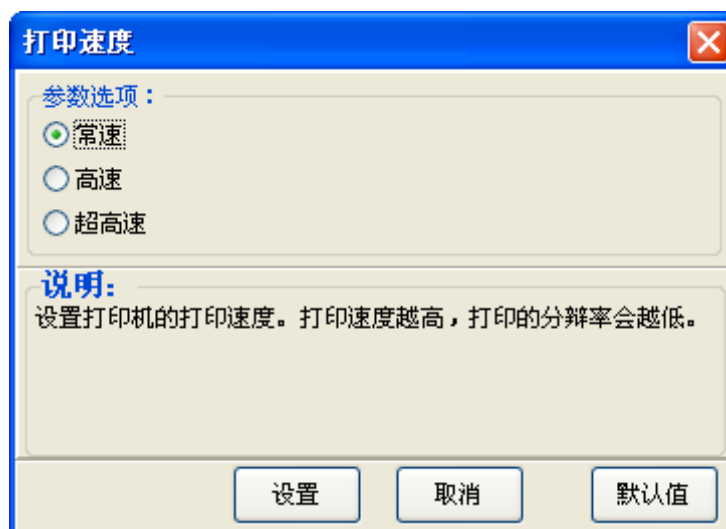 打印速度
参数选项：
常速
高速
超高速
说明:
设置打印机的打印速度。打印速度越高，打印的分辩率会越低。
设置 取消 默认值